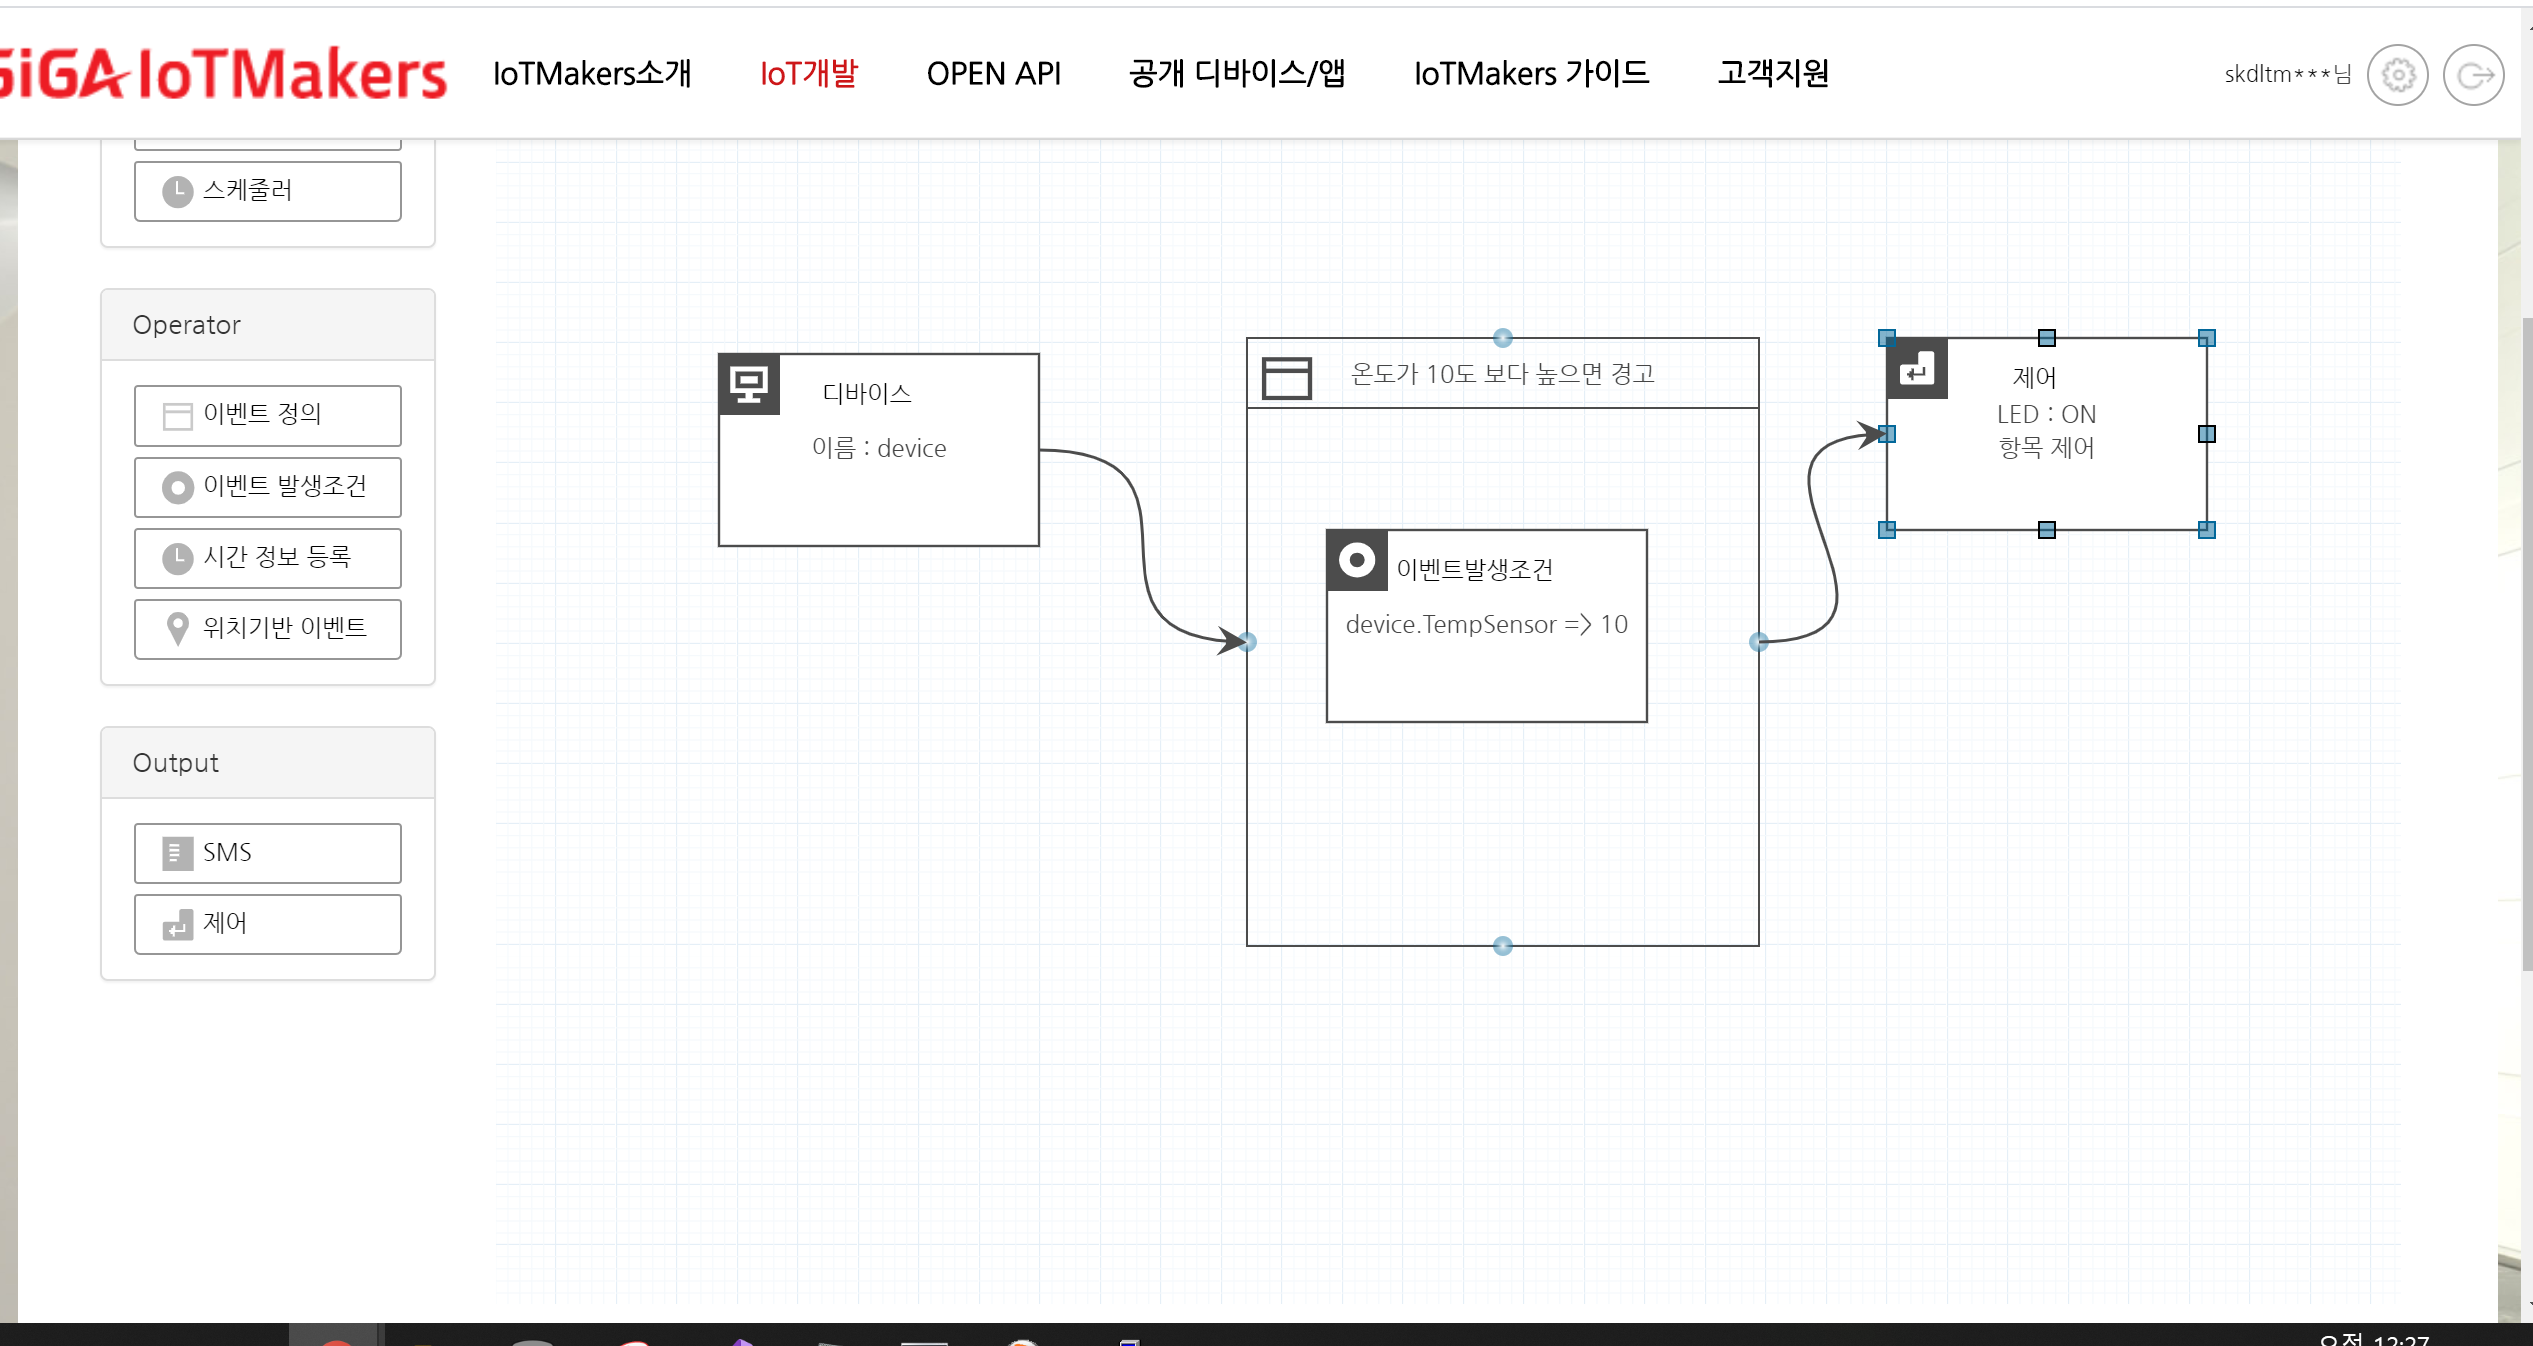 GiGA IoTMakers
IoTMakers소개
IoT개발
OPEN API
공개 디바이스/앱
IoTMakers 가이드
고객지원
skdltm***님
스케줄러
Operator
이벤트 정의
이벤트 발생조건
시간 정보 등록
위치기반 이벤트
Output
SMS
제어
디바이스
이름 : device
온도가 10도 보다 높으면 경고
이벤트발생조건
device.TempSensor => 10
제어
LED : ON
항목 제어
오전 12:27